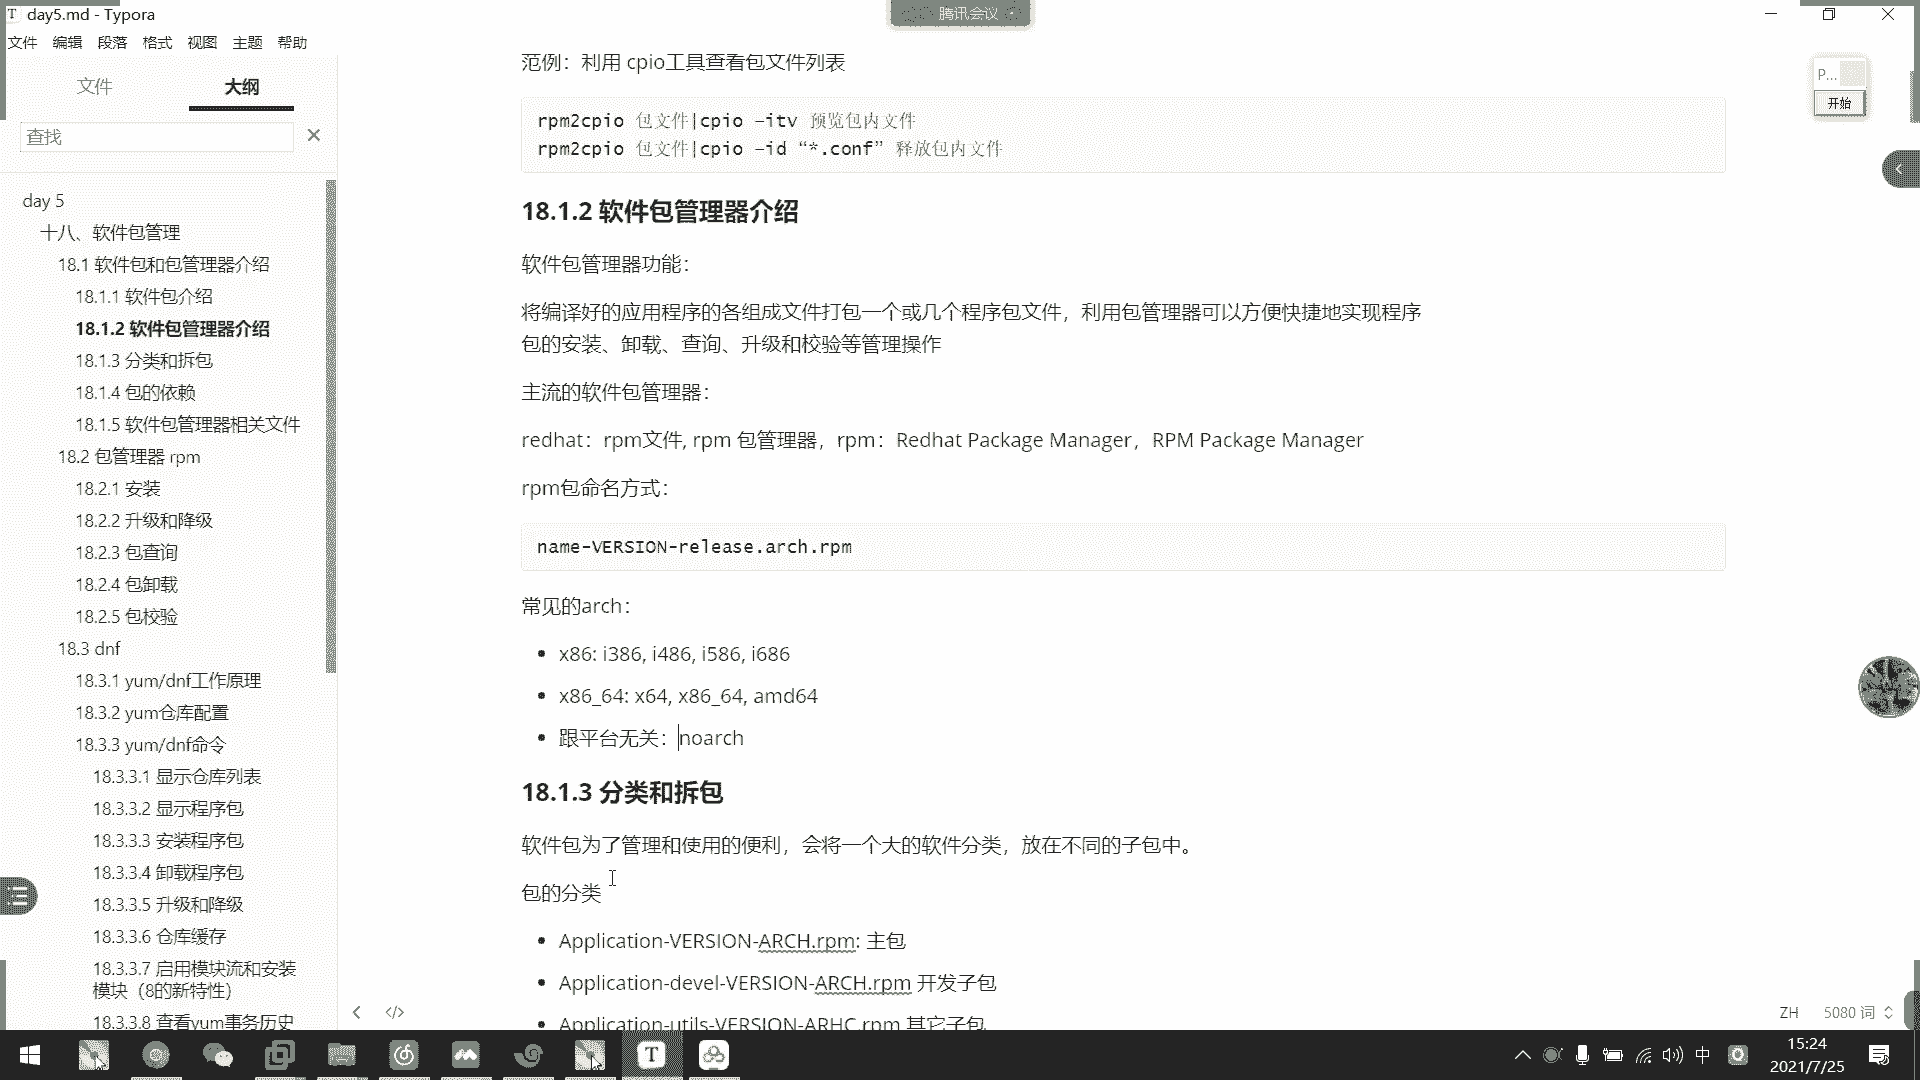 day5.md - Typora
腾讯会议
文件 编辑 段落 格式 视图 主题 帮助
文件 大纲
查找
day 5
十八、软件包管理
18.1 软件包和包管理器介绍
18.1.1 软件包介绍
18.1.2 软件包管理器介绍
18.1.3 分类和拆包
18.1.4 包的依赖
18.1.5 软件包管理器相关文件
18.2 包管理器 rpm
18.2.1 安装
18.2.2 升级和降级
18.2.3 包查询
18.2.4 包卸载
18.2.5 包校验
18.3 dnf
18.3.1 yum/dnf工作原理
18.3.2 yum仓库配置
18.3.3 yum/dnf命令
18.3.3.1 显示仓库列表
18.3.3.2 显示程序包
18.3.3.3 安装程序包
18.3.3.4 卸载程序包
18.3.3.5 升级和降级
18.3.3.6 仓库缓存
18.3.3.7 启用模块流和安装
模块（8的新特性）
18.3.3.8 查看yum事务历史
范例：利用 cpio工具查看包文件列表
rpm2cpio 包文件|cpio –itv 预览包内文件
rpm2cpio 包文件|cpio –id “*.conf” 释放包内文件
18.1.2 软件包管理器介绍
软件包管理器功能：
将编译好的应用程序的各组成文件打包一个或几个程序包文件，利用包管理器可以方便快捷地实现程序
包的安装、卸载、查询、升级和校验等管理操作
主流的软件包管理器：
redhat：rpm文件, rpm 包管理器，rpm：Redhat Package Manager，RPM Package Manager
rpm包命名方式：
name-VERSION-release.arch.rpm
常见的arch：
x86: i386, i486, i586, i686
x86_64: x64, x86_64, amd64
跟平台无关：noarch
18.1.3 分类和拆包
软件包为了管理和使用的便利，会将一个大的软件分类，放在不同的子包中。
包的分类
Application-VERSION-ARCH.rpm: 主包
Application-devel-VERSION-ARCH.rpm 开发子包
Application-utils-VERSION-ARHC.rpm 其它子包
P...
开始
ZH 5080 词
中
15:24
2021/7/25